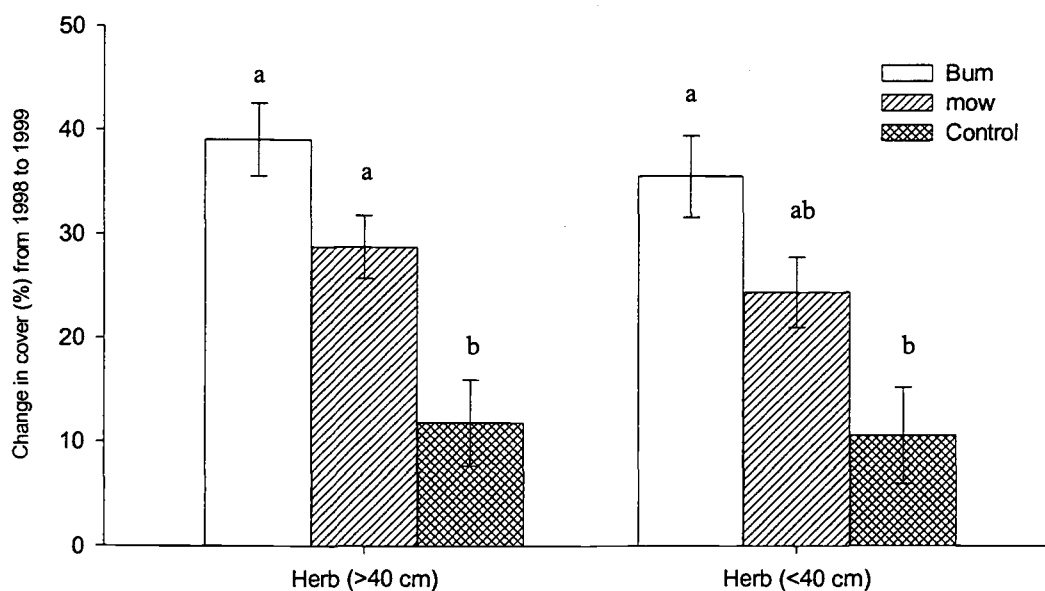 50
40
30
20
10
0
Change in cover (%) from 1998 to 1999
a
a
b
a
ab
b
Burn
mow
Control
Herb (>40 cm)
Herb (<40 cm)